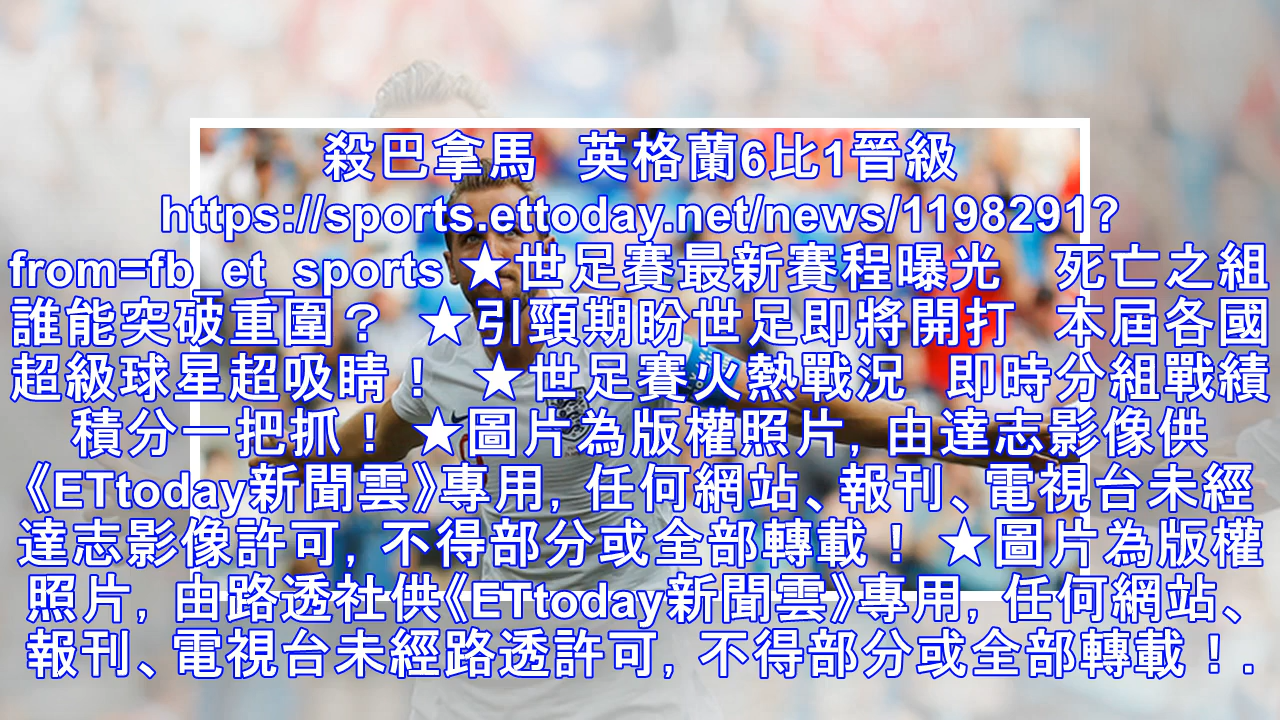 殺巴拿馬 英格蘭6比1晉級
https://sports.ettoday.net/news/1198291?
from=fb_et_sports ★世足賽最新賽程曝光 死亡之組
誰能突破重圍？ ★引頸期盼世足即將開打 本屆各國
超級球星超吸睛！ ★世足賽火熱戰況 即時分組戰績
積分一把抓！ ★圖片為版權照片, 由達志影像供
《ETtoday新聞雲》專用, 任何網站、報刊、電視台未經
達志影像許可, 不得部分或全部轉載！ ★圖片為版權
照片, 由路透社供《ETtoday新聞雲》專用, 任何網站、
報刊、電視台未經路透許可, 不得部分或全部轉載！.